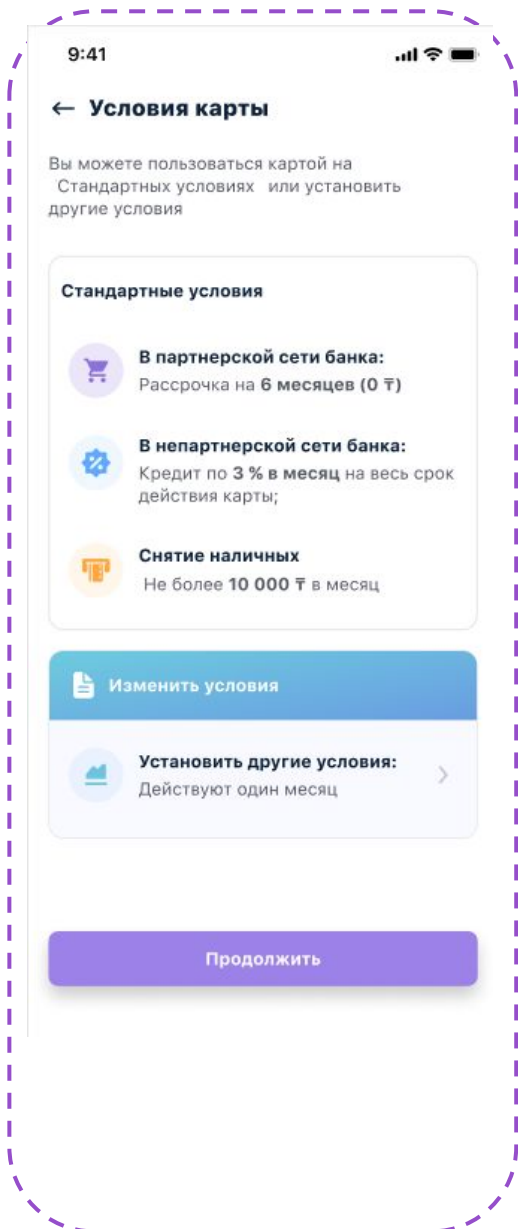 9:41
← Условия карты
Вы можете пользоваться картой на
Стандартных условиях или установить
другие условия
Стандартные условия
В партнерской сети банка:
Рассрочка на 6 месяцев (0 ₸)
В непартнерской сети банка:
Кредит по 3 % в месяц на весь срок
действия карты;
Снятие наличных
Не более 10 000 ₸ в месяц
Изменить условия
Установить другие условия:
Действуют один месяц
Продолжить